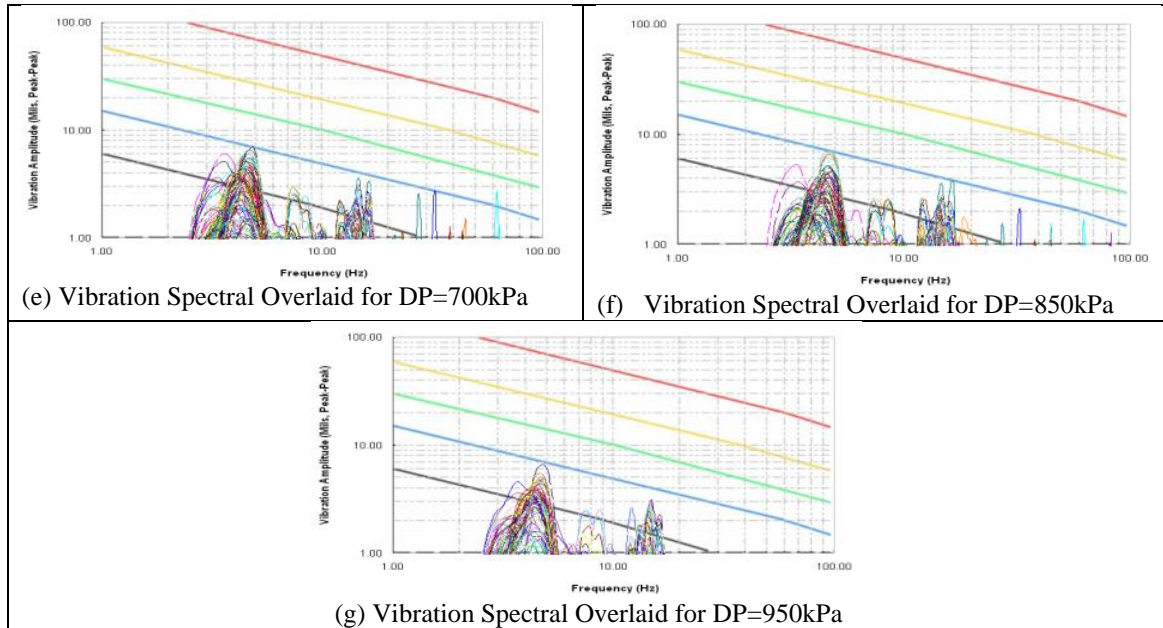 100.00
10.00
1.00
1.00
10.00
100.00
Vibration Amplitude (Mils, Peak-Peak)
Frequency (Hz)
(e) Vibration Spectral Overlaid for DP=700kPa
100.00
10.00
1.00
1.00
10.00
100.00
Vibration Amplitude (Mils, Peak-Peak)
Frequency (Hz)
(f) Vibration Spectral Overlaid for DP=850kPa
100.00
10.00
1.00
1.00
10.00
100.00
Vibration Amplitude (Mils, Peak-Peak)
Frequency (Hz)
(g) Vibration Spectral Overlaid for DP=950kPa